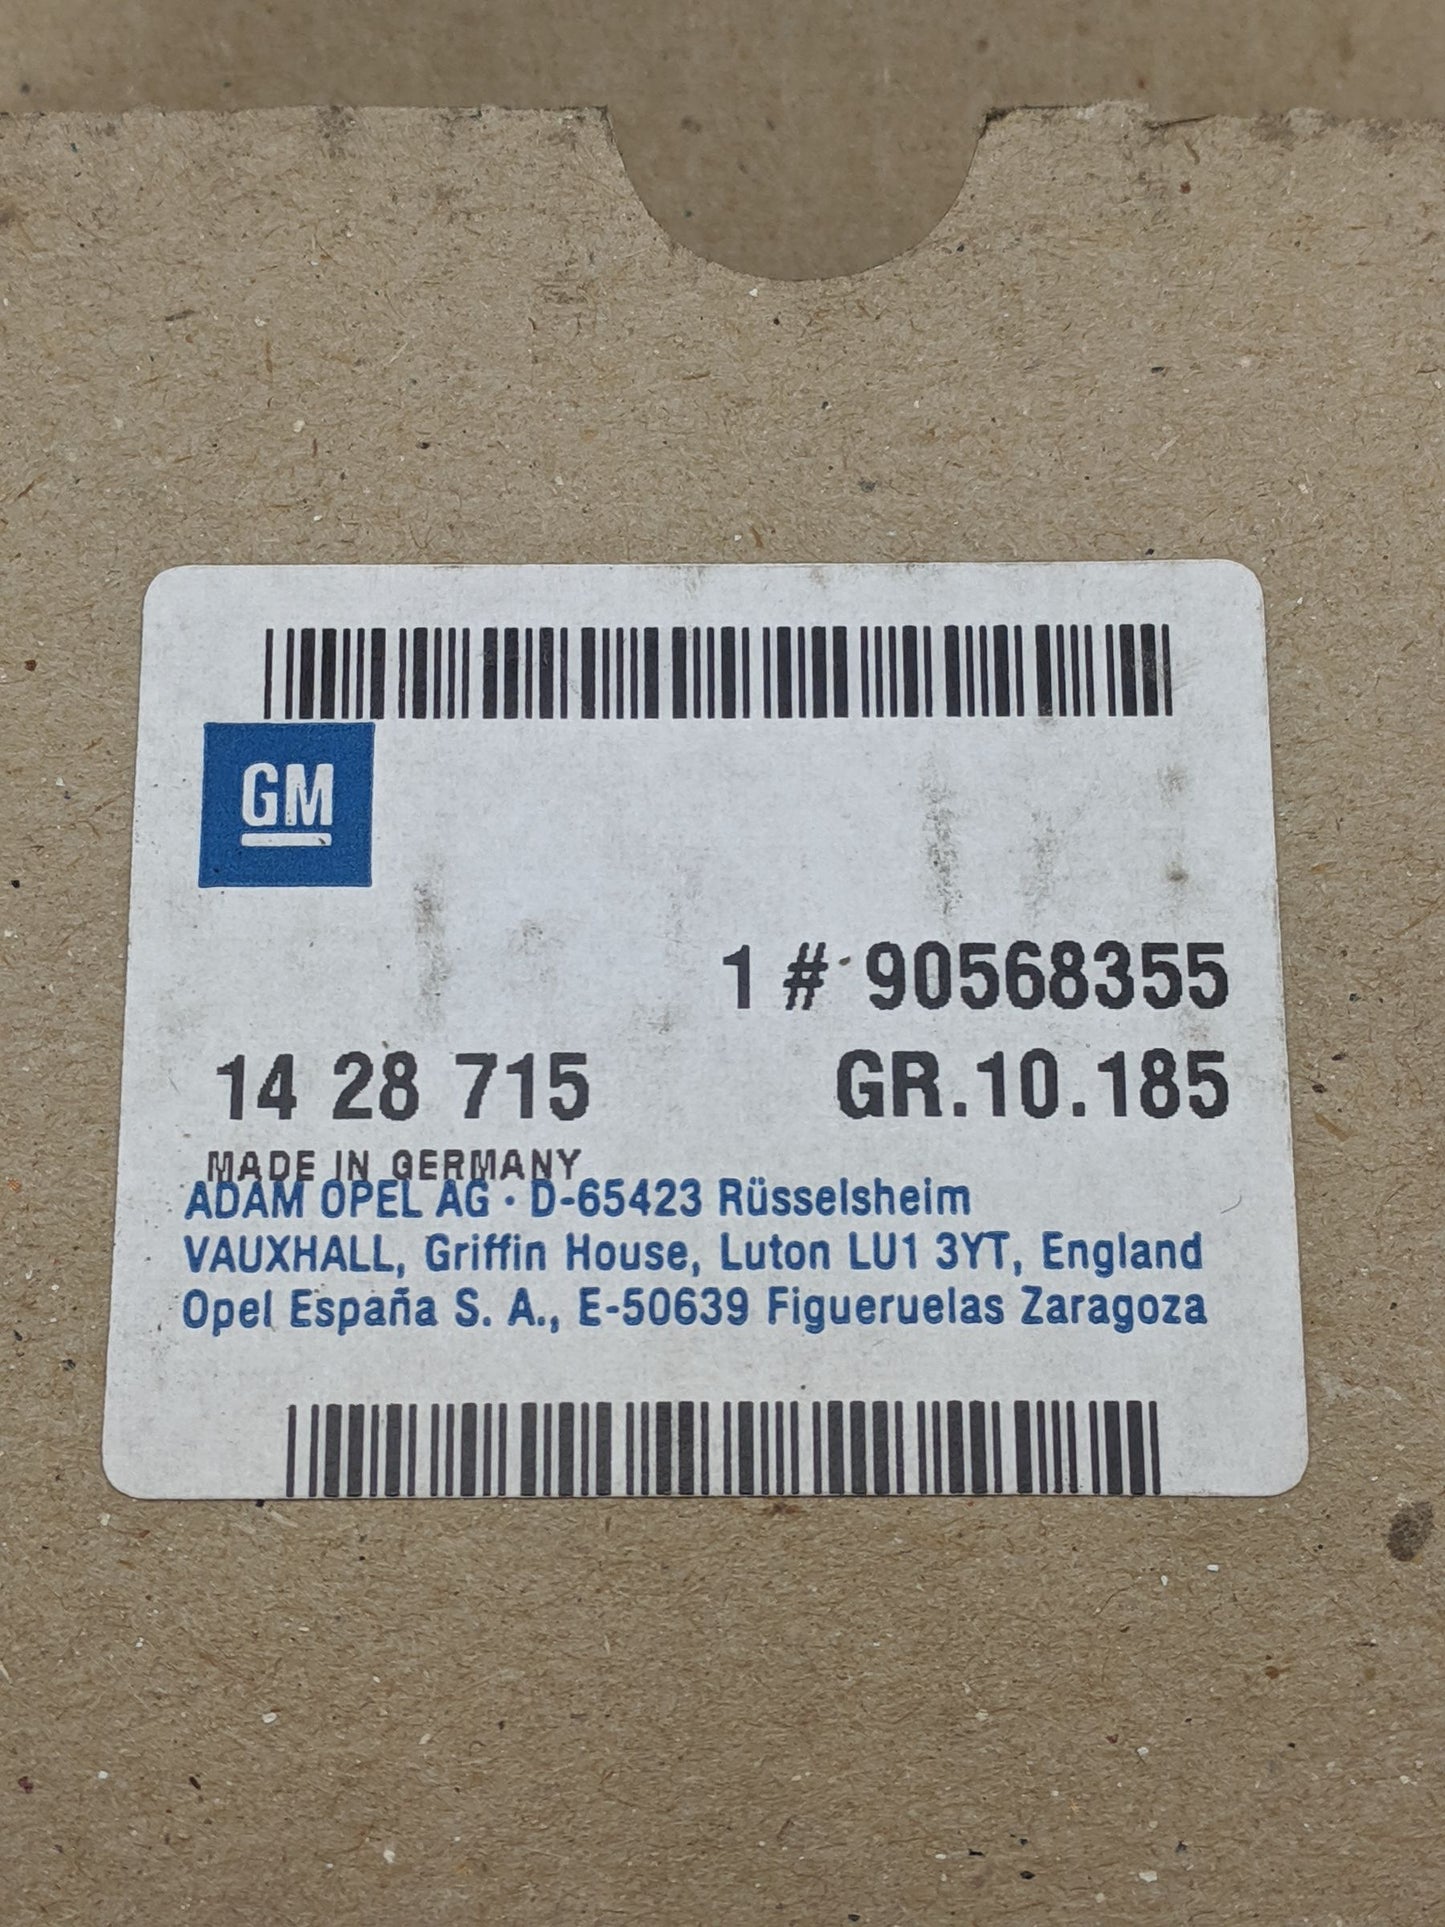 GM
1 # 90568355
14 28 715 GR.10.185
MADE IN GERMANY
ADAM OPEL AG · D-65423 Rüsselsheim
VAUXHALL, Griffin House, Luton LU1 3YT, England
Opel España S. A., E-50639 Figueruelas Zaragoza